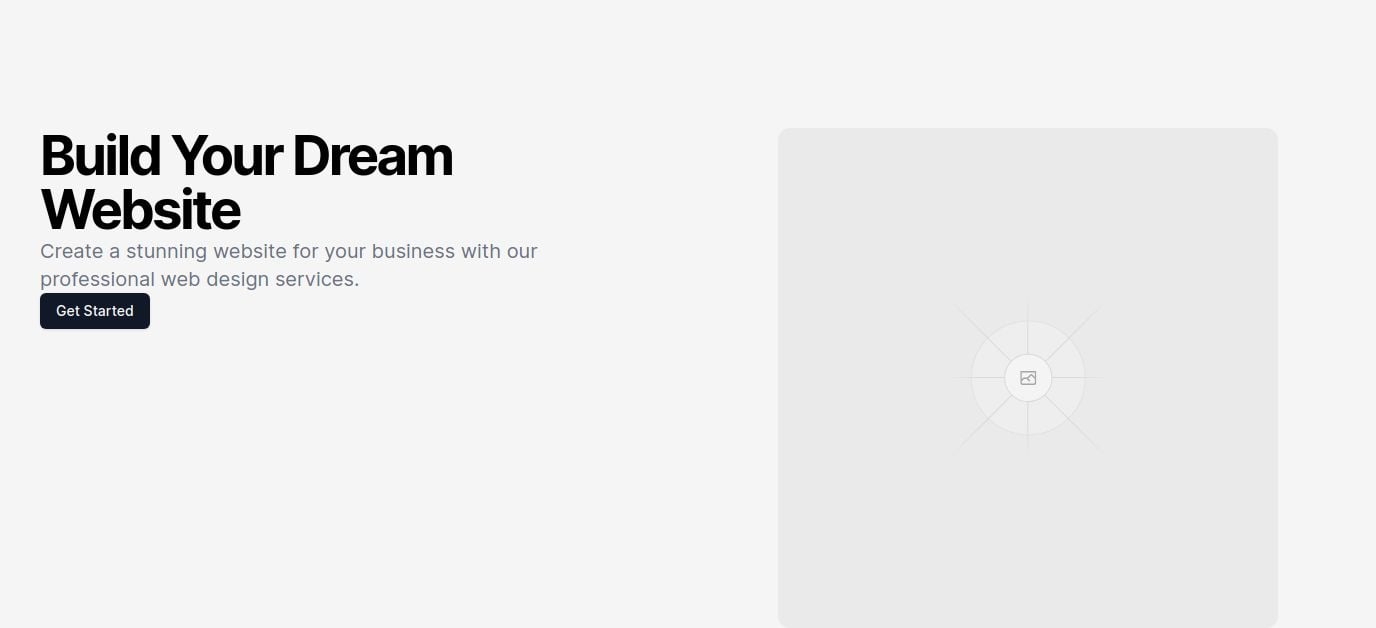 Build Your Dream
Website
Create a stunning website for your business with our
professional web design services.
Get Started